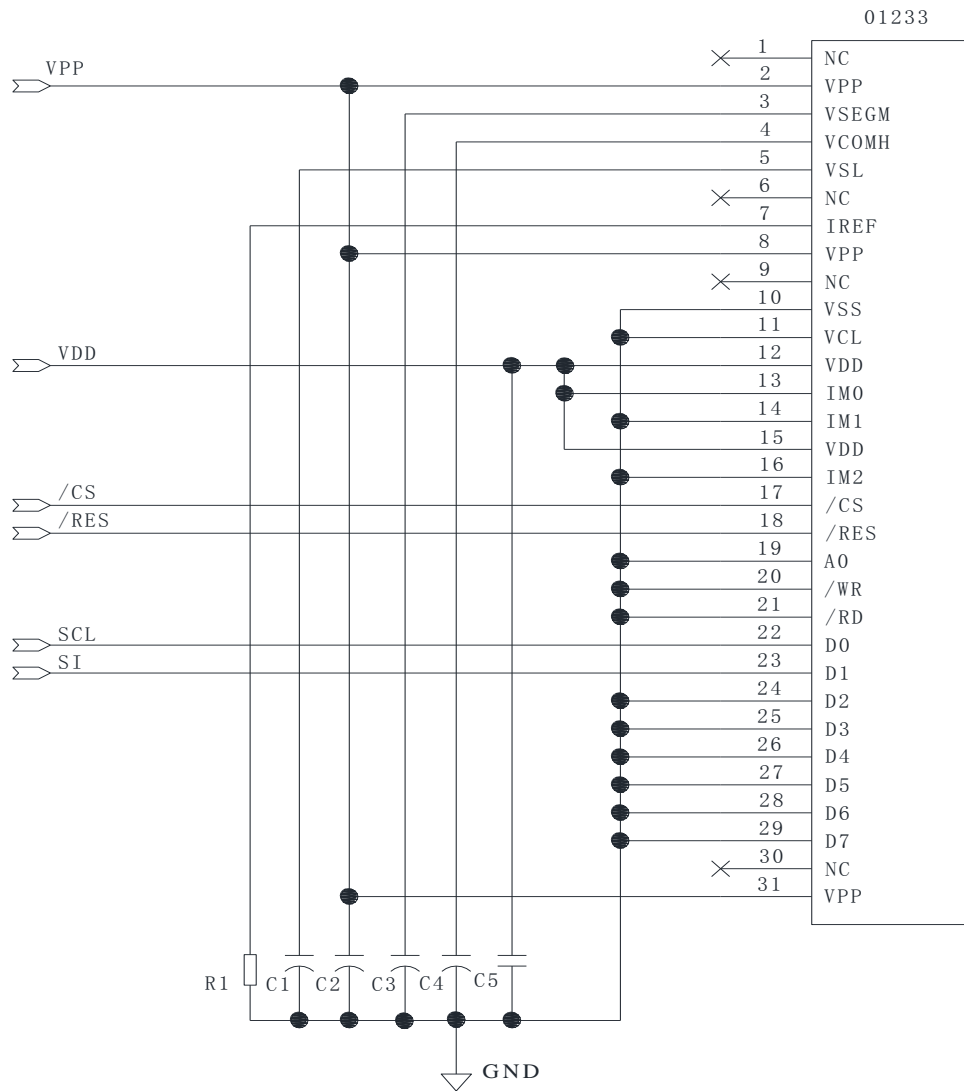 01233
1 NC
VPP 2 VPP
3 VSEGM
4 VCOMH
5 VSL
6 NC
7 IREF
8 VPP
9 NC
10 VSS
11 VCL
VDD 12 VDD
13 IM0
14 IM1
15 VDD
16 IM2
/CS 17 /CS
/RES 18 /RES
19 A0
20 /WR
21 /RD
SCL 22 D0
SI 23 D1
24 D2
25 D3
26 D4
27 D5
28 D6
29 D7
30 NC
31 VPP
R1 C1 C2 C3 C4 C5
GND